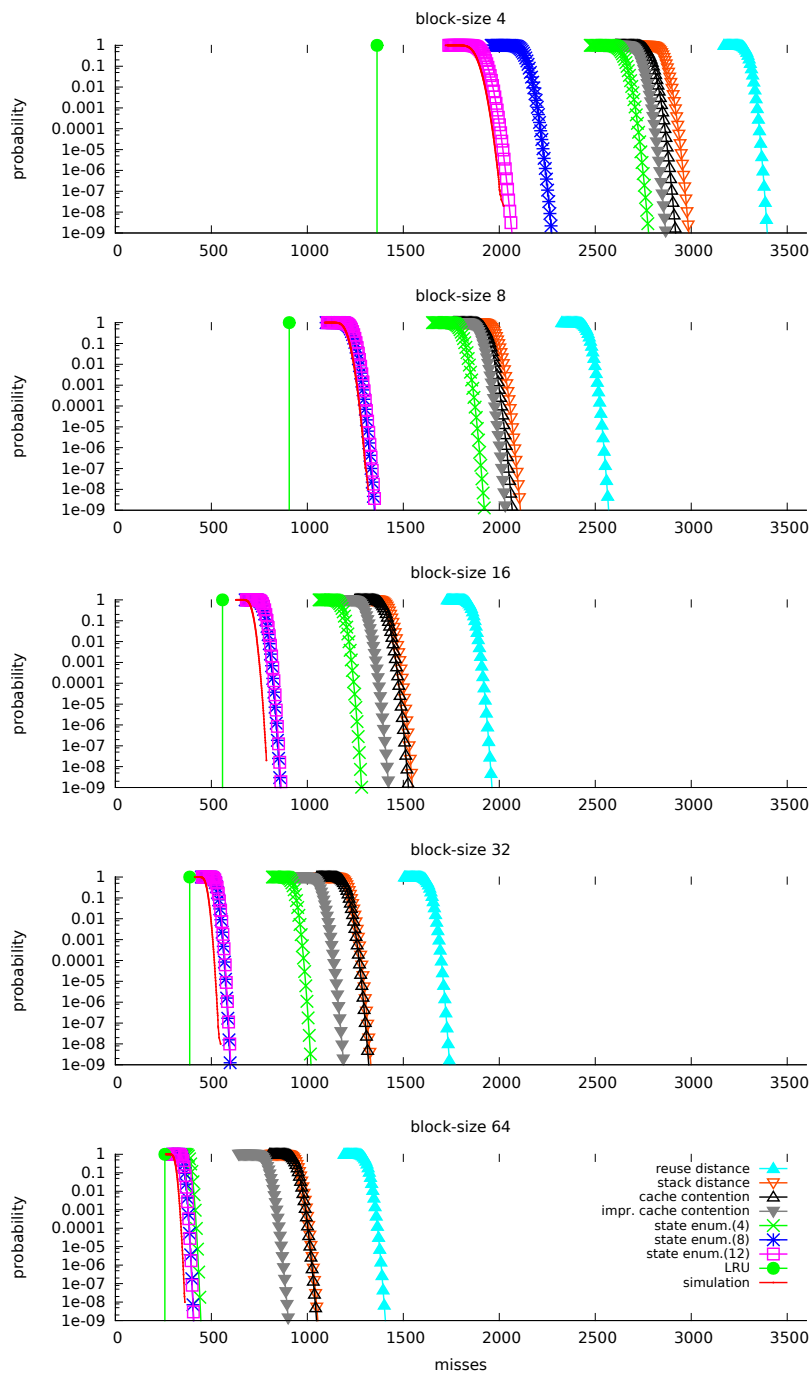 block-size 4
1
0.1
0.01
0.001
0.0001
1e-05
1e-06
1e-07
1e-08
1e-09
probability
0 500 1000 1500 2000 2500 3000 3500
block-size 8
1
0.1
0.01
0.001
0.0001
1e-05
1e-06
1e-07
1e-08
1e-09
probability
0 500 1000 1500 2000 2500 3000 3500
block-size 16
1
0.1
0.01
0.001
0.0001
1e-05
1e-06
1e-07
1e-08
1e-09
probability
0 500 1000 1500 2000 2500 3000 3500
block-size 32
1
0.1
0.01
0.001
0.0001
1e-05
1e-06
1e-07
1e-08
1e-09
probability
0 500 1000 1500 2000 2500 3000 3500
block-size 64
1
0.1
0.01
0.001
0.0001
1e-05
1e-06
1e-07
1e-08
1e-09
probability
reuse distance
stack distance
cache contention
impr. cache contention
state enum.(4)
state enum.(8)
state enum.(12)
LRU
simulation
0 500 1000 1500 2000 2500 3000 3500
misses